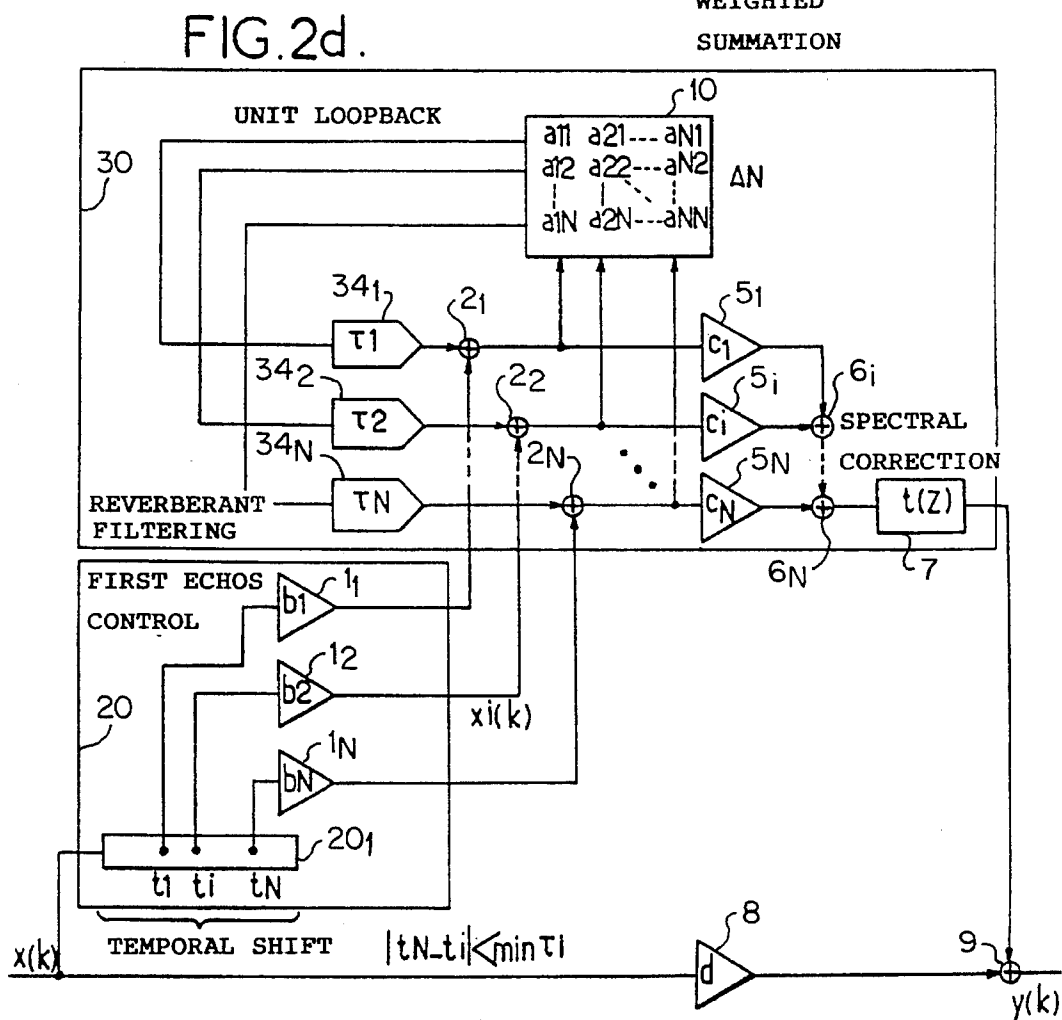 WEIGHTED
FIG.2d.
SUMMATION
10
UNIT LOOPBACK
a11 a21---aN1
30
a12 a22---aN2
ΔN
a1N a2N---aNN
34₁
2₁
5₁
τ1
c1
34₂
2₂
5i
6i
τ2
ci
SPECTRAL
34N
2N
5N
CORRECTION
REVERBERANT
τN
cN
t(Z)
FILTERING
6N
7
FIRST ECHOS
1₁
b1
CONTROL
1₂
20
b2
xi(k)
1N
bN
20₁
t1 ti tN
8
TEMPORAL SHIFT
x(k)
|tN-ti|<min τi
d
9
y(k)